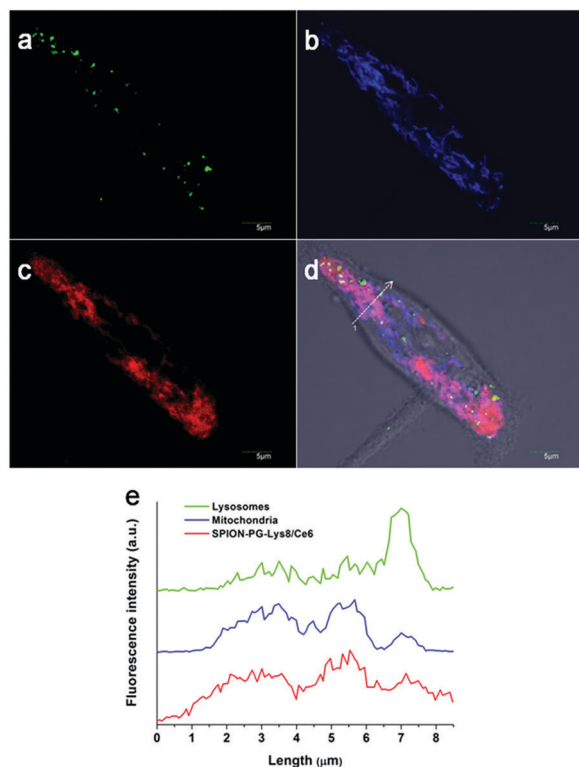 a
b
5μm
5μm
c
d
1
5μm
5μm
e
Lysosomes
Mitochondria
SPION-PG-Lys8/Ce6
Fluorescence intensity (a.u.)
0 1 2 3 4 5 6 7 8
Length (μm)